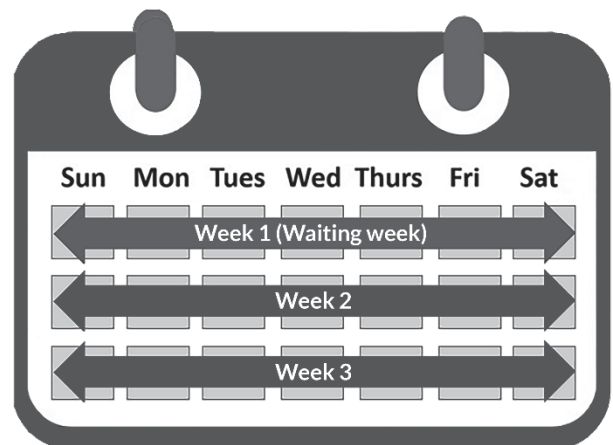 Sun Mon Tues Wed Thurs Fri Sat
Week 1 (Waiting week)
Week 2
Week 3